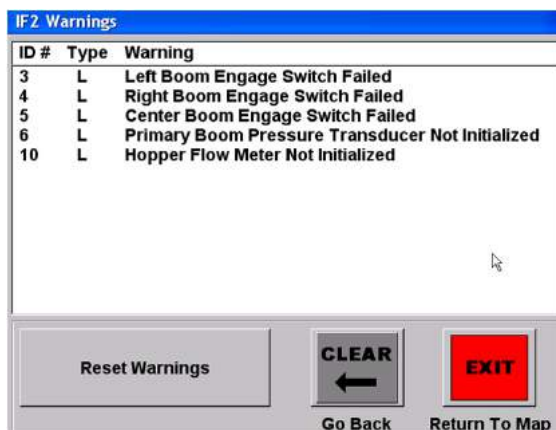 IF2 Warnings
ID # Type Warning
3 L Left Boom Engage Switch Failed
4 L Right Boom Engage Switch Failed
5 L Center Boom Engage Switch Failed
6 L Primary Boom Pressure Transducer Not Initialized
10 L Hopper Flow Meter Not Initialized
Reset Warnings
CLEAR
EXIT
Go Back
Return To Map